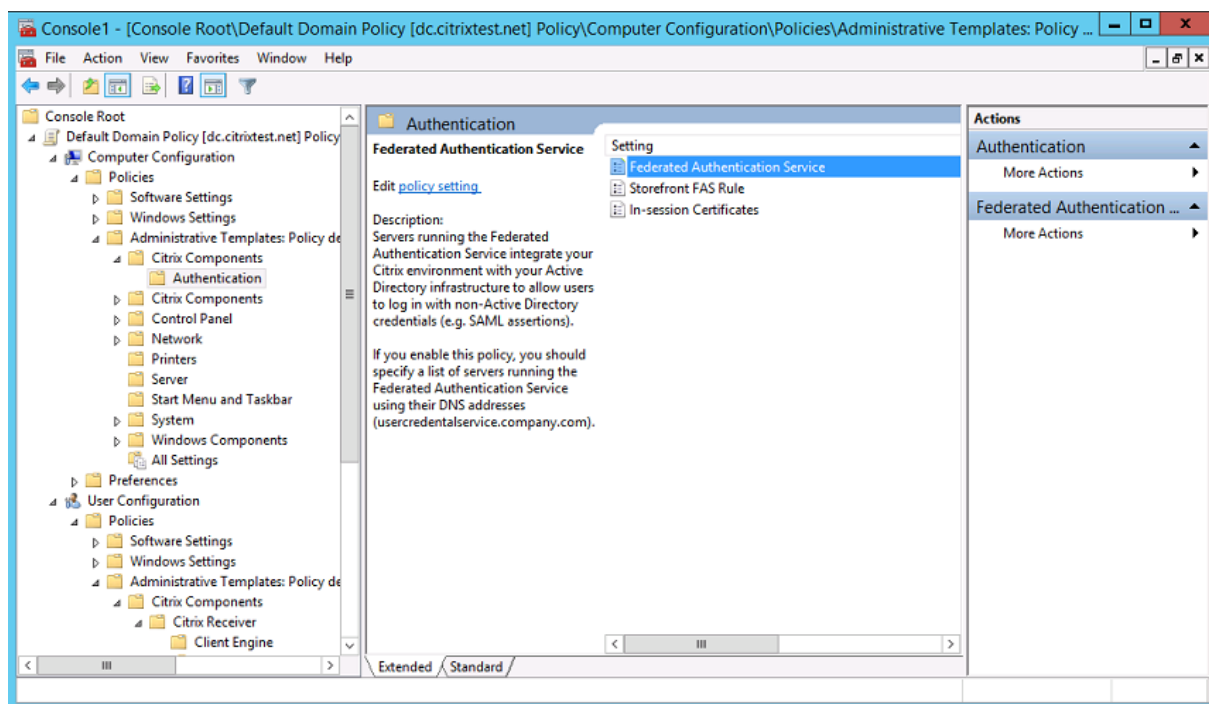 Console1 - [Console Root\Default Domain Policy [dc.citrixtest.net] Policy\Computer Configuration\Policies\Administrative Templates: Policy ...
File Action View Favorites Window Help
Console Root
Default Domain Policy [dc.citrixtest.net] Policy
Computer Configuration
Policies
Software Settings
Windows Settings
Administrative Templates: Policy de
Citrix Components
Authentication
Citrix Components
Control Panel
Network
Printers
Server
Start Menu and Taskbar
System
Windows Components
All Settings
Preferences
User Configuration
Policies
Software Settings
Windows Settings
Administrative Templates: Policy de
Citrix Components
Citrix Receiver
Client Engine
Authentication
Federated Authentication Service
Edit policy setting
Description:
Servers running the Federated
Authentication Service integrate your
Citrix environment with your Active
Directory infrastructure to allow users
to log in with non-Active Directory
credentials (e.g. SAML assertions).
If you enable this policy, you should
specify a list of servers running the
Federated Authentication Service
using their DNS addresses
(usercredentalservice.company.com).
Setting
Federated Authentication Service
Storefront FAS Rule
In-session Certificates
Extended Standard
Actions
Authentication
More Actions
Federated Authentication ...
More Actions